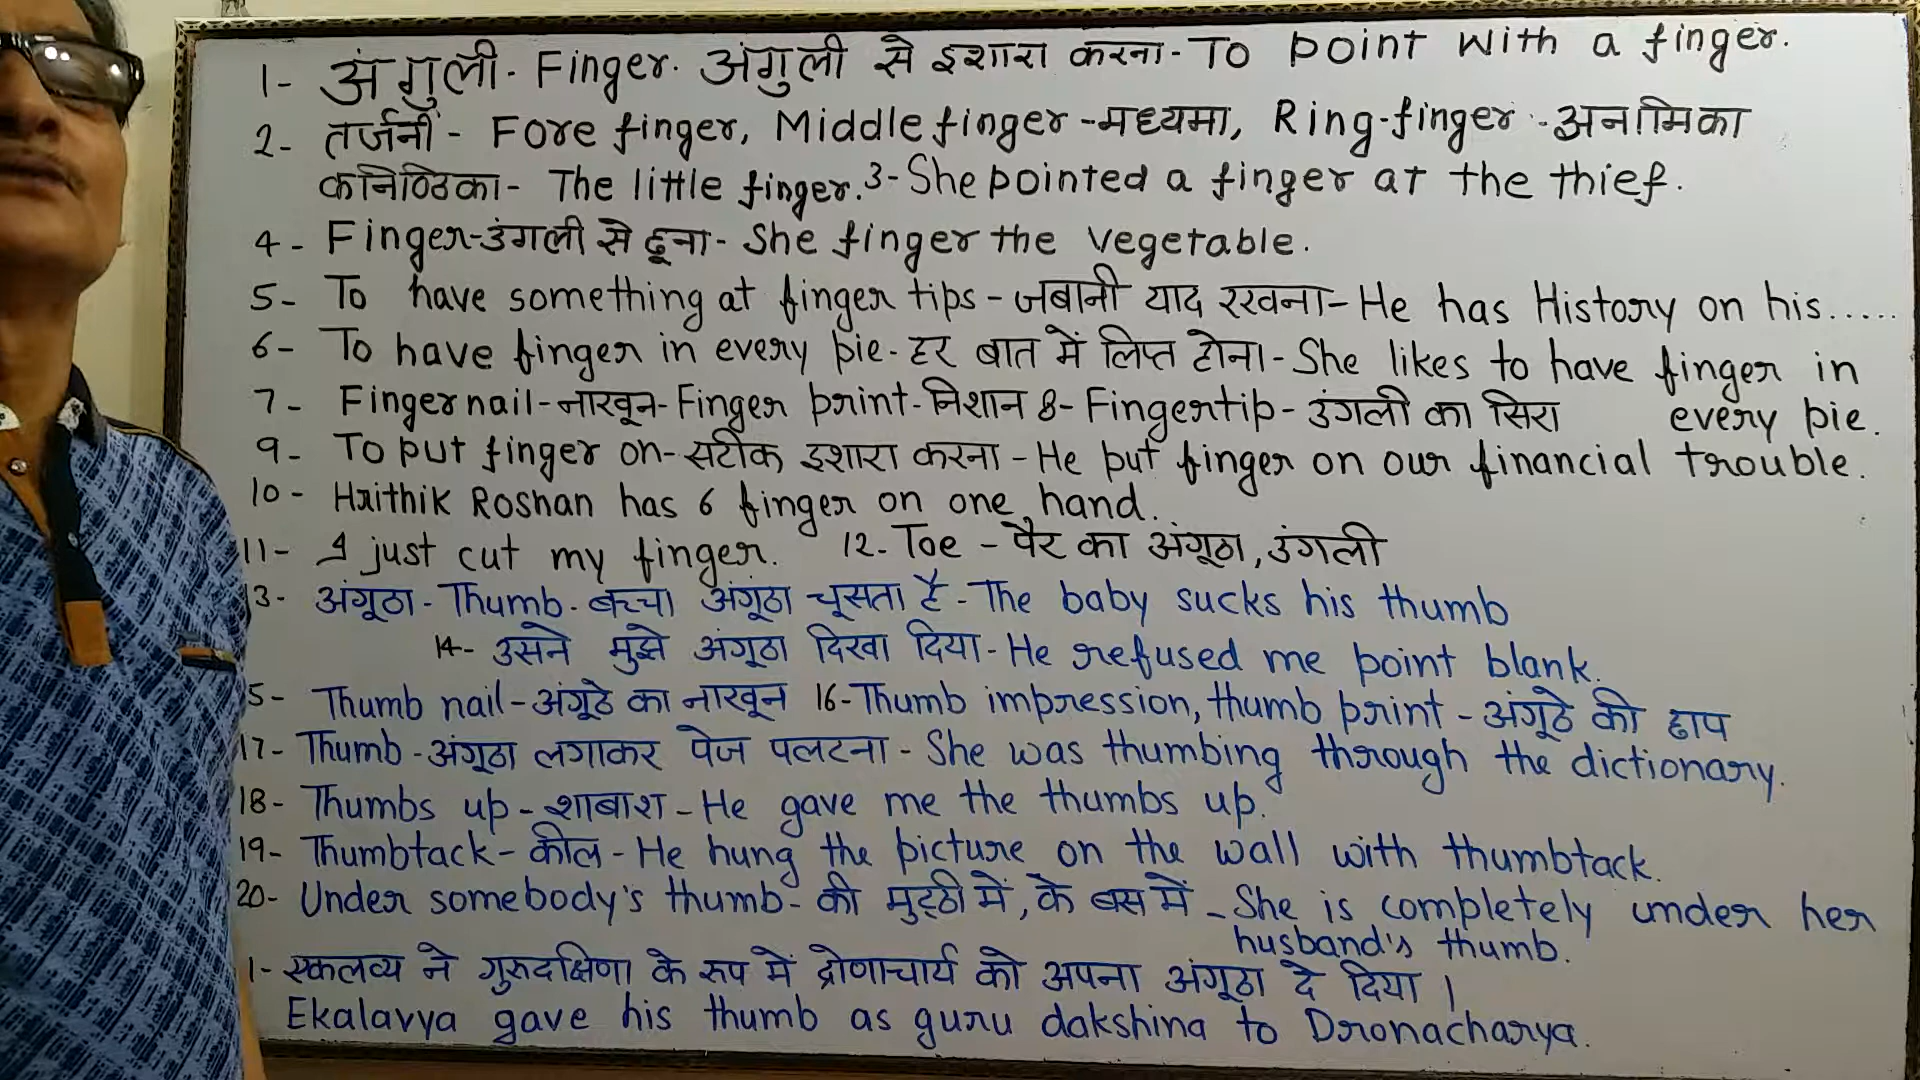 1- अंगुली- Finger. अंगुली से इशारा करना- To point with a finger.
2- तर्जनी - Fore finger, Middle finger -मध्यमा, Ring-finger -अनामिका
कनिष्ठिका- The little finger. 3- She pointed a finger at the thief.
4- Finger-उंगली से छूना- She finger the vegetable.
5- To have something at finger tips - जबानी याद रखना- He has History on his.....
6- To have finger in every pie- हर बात में लिप्त होना- She likes to have finger in
every pie.
7- Finger nail-नाखून- Finger print-निशान 8- Fingertip- उंगली का सिरा
9- To put finger on- सटीक इशारा करना - He put finger on our financial trouble.
10- Hrithik Roshan has 6 finger on one hand.
11- I just cut my finger. 12- Toe - पैर का अंगूठा, उंगली
13- अंगूठा - Thumb. बच्चा अंगूठा चूसता है - The baby sucks his thumb
14- उसने मुझे अंगूठा दिखा दिया- He refused me point blank.
5- Thumb nail-अंगूठे का नाखून 16-Thumb impression, thumb print - अंगूठे की छाप
17- Thumb -अंगूठा लगाकर पेज पलटना - She was thumbing through the dictionary.
18- Thumbs up - शाबाश - He gave me the thumbs up.
19- Thumbtack- कील - He hung the picture on the wall with thumbtack.
20- Under somebody's thumb- की मुट्ठी में, के बस में - She is completely under her
husband's thumb.
1- एकलव्य ने गुरुदक्षिणा के रूप में द्रोणाचार्य को अपना अंगूठा दे दिया।
Ekalavya gave his thumb as guru dakshina to Dronacharya.